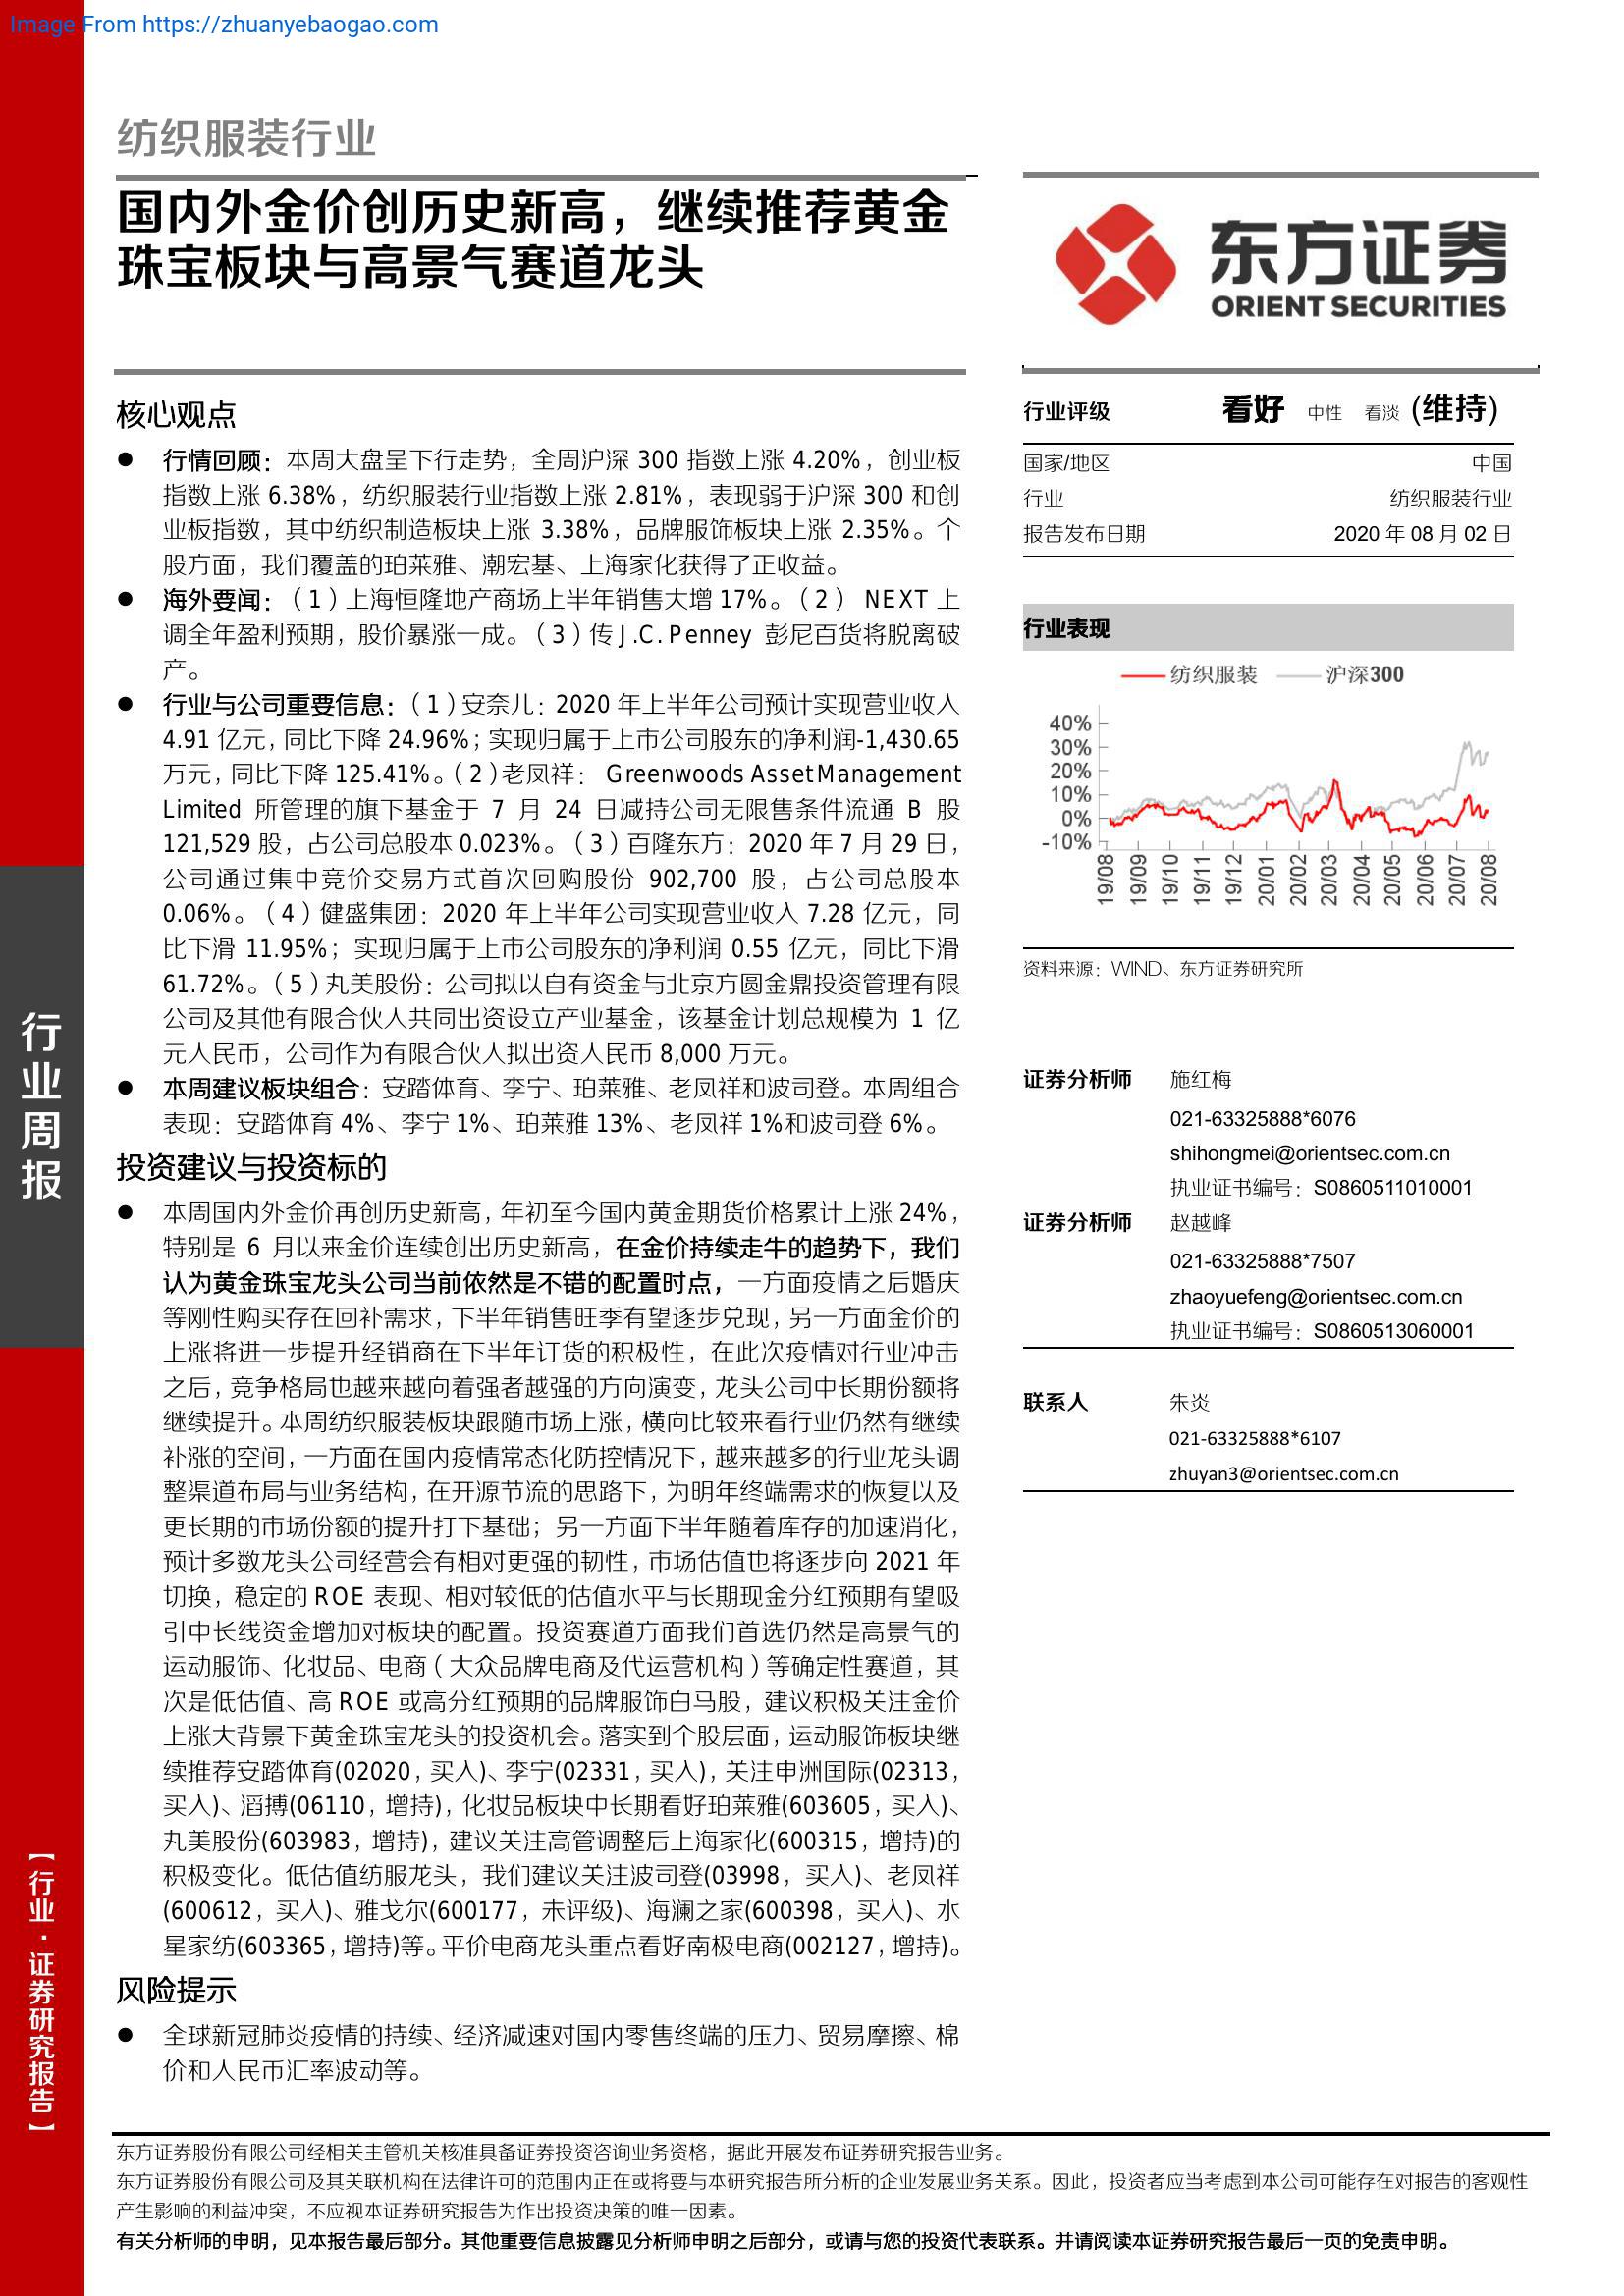 Image From https://zhuanyebaogao.com
纺织服装行业
国内外金价创历史新高，继续推荐黄金
珠宝板块与高景气赛道龙头
东方证券
ORIENT SECURITIES
核心观点
● 行情回顾：本周大盘呈下行走势，全周沪深 300 指数上涨 4.20%，创业板
指数上涨 6.38%，纺织服装行业指数上涨 2.81%，表现弱于沪深 300 和创
业板指数，其中纺织制造板块上涨 3.38%，品牌服饰板块上涨 2.35%。个
股方面，我们覆盖的珀莱雅、潮宏基、上海家化获得了正收益。
● 海外要闻：（1）上海恒隆地产商场上半年销售大增 17%。（2） NEXT 上
调全年盈利预期，股价暴涨一成。（3）传 J.C. Penney 彭尼百货将脱离破
产。
● 行业与公司重要信息：（1）安奈儿：2020 年上半年公司预计实现营业收入
4.91 亿元，同比下降 24.96%；实现归属于上市公司股东的净利润-1,430.65
万元，同比下降 125.41%。（2）老凤祥： Greenwoods Asset Management
Limited 所管理的旗下基金于 7 月 24 日减持公司无限售条件流通 B 股
121,529 股，占公司总股本 0.023%。（3）百隆东方：2020 年 7 月 29 日，
公司通过集中竞价交易方式首次回购股份 902,700 股，占公司总股本
0.06%。（4）健盛集团：2020 年上半年公司实现营业收入 7.28 亿元，同
比下滑 11.95%；实现归属于上市公司股东的净利润 0.55 亿元，同比下滑
61.72%。（5）丸美股份：公司拟以自有资金与北京方圆金鼎投资管理有限
公司及其他有限合伙人共同出资设立产业基金，该基金计划总规模为 1 亿
元人民币，公司作为有限合伙人拟出资人民币 8,000 万元。
● 本周建议板块组合：安踏体育、李宁、珀莱雅、老凤祥和波司登。本周组合
表现：安踏体育 4%、李宁 1%、珀莱雅 13%、老凤祥 1%和波司登 6%。
投资建议与投资标的
● 本周国内外金价再创历史新高，年初至今国内黄金期货价格累计上涨 24%，
特别是 6 月以来金价连续创出历史新高，在金价持续走牛的趋势下，我们
认为黄金珠宝龙头公司当前依然是不错的配置时点，一方面疫情之后婚庆
等刚性购买存在回补需求，下半年销售旺季有望逐步兑现，另一方面金价的
上涨将进一步提升经销商在下半年订货的积极性，在此次疫情对行业冲击
之后，竞争格局也越来越向着强者越强的方向演变，龙头公司中长期份额将
继续提升。本周纺织服装板块跟随市场上涨，横向比较来看行业仍然有继续
补涨的空间，一方面在国内疫情常态化防控情况下，越来越多的行业龙头调
整渠道布局与业务结构，在开源节流的思路下，为明年终端需求的恢复以及
更长期的市场份额的提升打下基础；另一方面下半年随着库存的加速消化，
预计多数龙头公司经营会有相对更强的韧性，市场估值也将逐步向 2021 年
切换，稳定的 ROE 表现、相对较低的估值水平与长期现金分红预期有望吸
引中长线资金增加对板块的配置。投资赛道方面我们首选仍然是高景气的
运动服饰、化妆品、电商（大众品牌电商及代运营机构）等确定性赛道，其
次是低估值、高 ROE 或高分红预期的品牌服饰白马股，建议积极关注金价
上涨大背景下黄金珠宝龙头的投资机会。落实到个股层面，运动服饰板块继
续推荐安踏体育(02020，买入)、李宁(02331，买入)，关注申洲国际(02313，
买入)、滔搏(06110，增持)，化妆品板块中长期看好珀莱雅(603605，买入)、
丸美股份(603983，增持)，建议关注高管调整后上海家化(600315，增持)的
积极变化。低估值纺服龙头，我们建议关注波司登(03998，买入)、老凤祥
(600612，买入)、雅戈尔(600177，未评级)、海澜之家(600398，买入)、水
星家纺(603365，增持)等。平价电商龙头重点看好南极电商(002127，增持)。
风险提示
● 全球新冠肺炎疫情的持续、经济减速对国内零售终端的压力、贸易摩擦、棉
价和人民币汇率波动等。
行业评级 看好 中性 看淡 (维持)
国家/地区 中国
行业 纺织服装行业
报告发布日期 2020 年 08 月 02 日
行业表现
纺织服装 沪深300
40%
30%
20%
10%
0%
-10%
19/08 19/09 19/10 19/11 19/12 20/01 20/02 20/03 20/04 20/05 20/06 20/07 20/08
资料来源：WIND、东方证券研究所
证券分析师 施红梅
021-63325888*6076
shihongmei@orientsec.com.cn
执业证书编号：S0860511010001
证券分析师 赵越峰
021-63325888*7507
zhaoyuefeng@orientsec.com.cn
执业证书编号：S0860513060001
联系人 朱炎
021-63325888*6107
zhuyan3@orientsec.com.cn
行业周报
【行业·证券研究报告】
东方证券股份有限公司经相关主管机关核准具备证券投资咨询业务资格，据此开展发布证券研究报告业务。
东方证券股份有限公司及其关联机构在法律许可的范围内正在或将要与本研究报告所分析的企业发展业务关系。因此，投资者应当考虑到本公司可能存在对报告的客观性
产生影响的利益冲突，不应视本证券研究报告为作出投资决策的唯一因素。
有关分析师的申明，见本报告最后部分。其他重要信息披露见分析师申明之后部分，或请与您的投资代表联系。并请阅读本证券研究报告最后一页的免责申明。